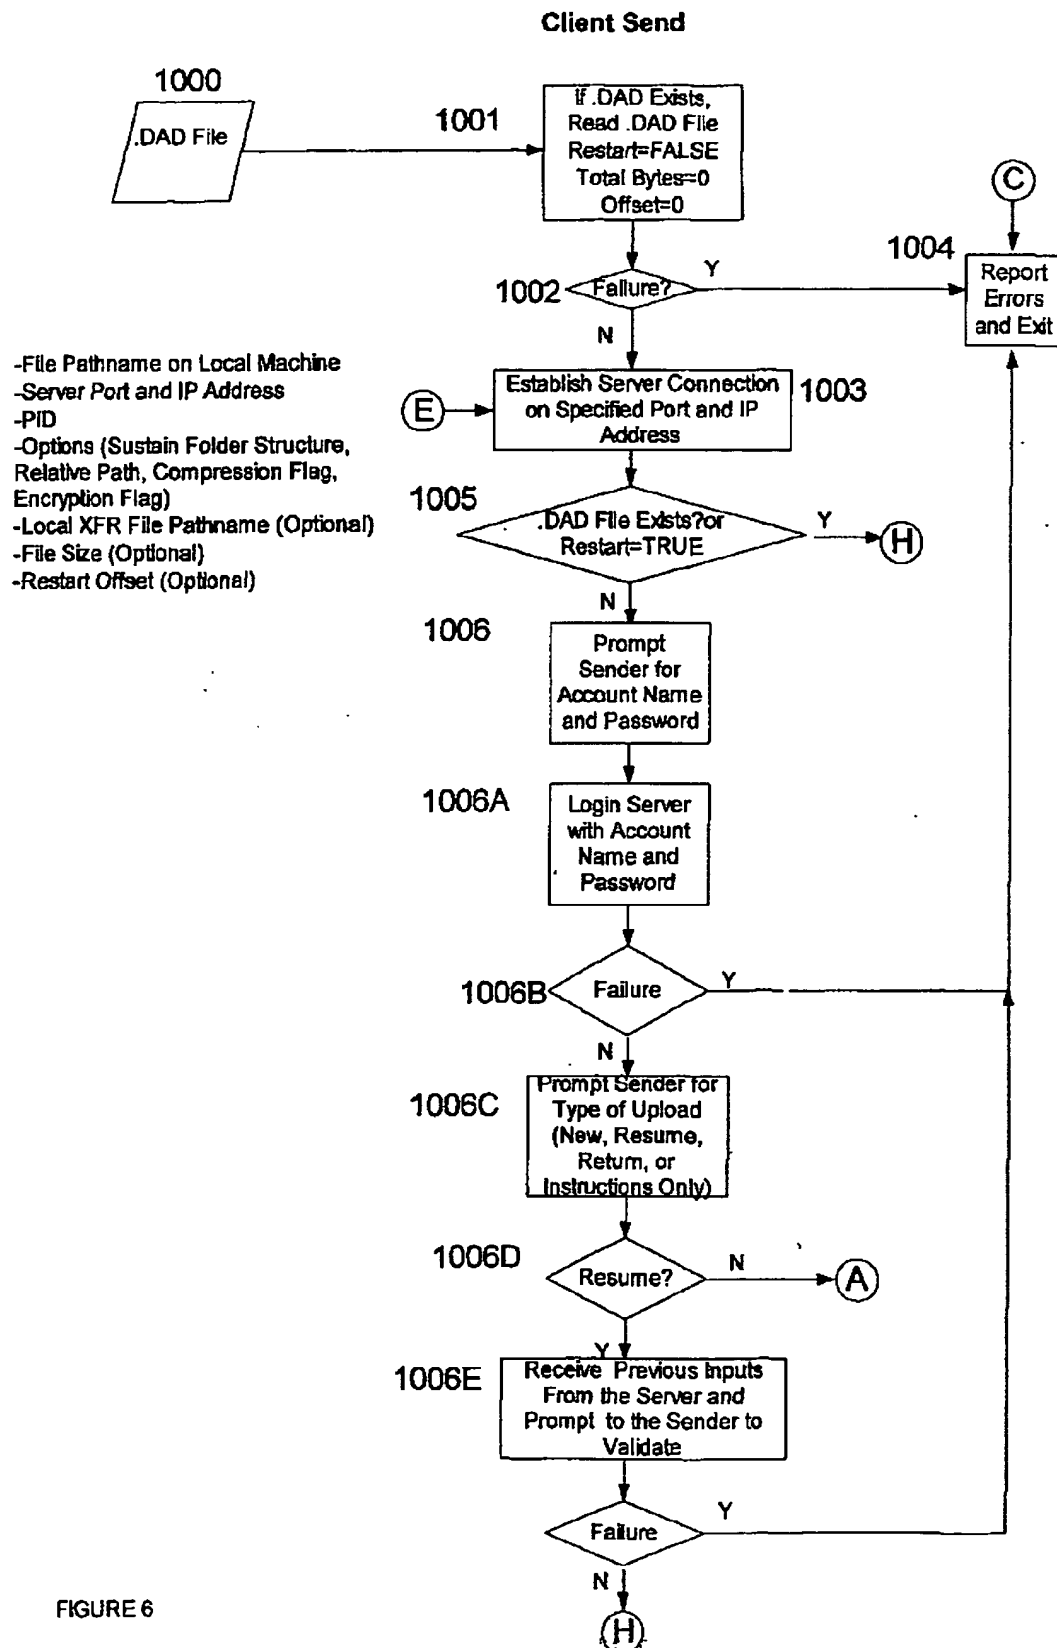 Client Send
1000
.DAD File
1001
If .DAD Exists,
Read .DAD File
Restart=FALSE
Total Bytes=0
Offset=0
C
1004
Report
Errors
and Exit
1002
Failure?
Y
N
-File Pathname on Local Machine
-Server Port and IP Address
-PID
-Options (Sustain Folder Structure,
Relative Path, Compression Flag,
Encryption Flag)
-Local XFR File Pathname (Optional)
-File Size (Optional)
-Restart Offset (Optional)
E
Establish Server Connection
on Specified Port and IP
Address
1003
1005
.DAD File Exists?or
Restart=TRUE
Y
H
N
1006
Prompt
Sender for
Account Name
and Password
1006A
Login Server
with Account
Name and
Password
1006B
Failure
Y
N
1006C
Prompt Sender for
Type of Upload
(New, Resume,
Return, or
Instructions Only)
1006D
Resume?
N
A
Y
1006E
Receive Previous Inputs
From the Server and
Prompt to the Sender to
Validate
Failure
Y
N
H
FIGURE 6